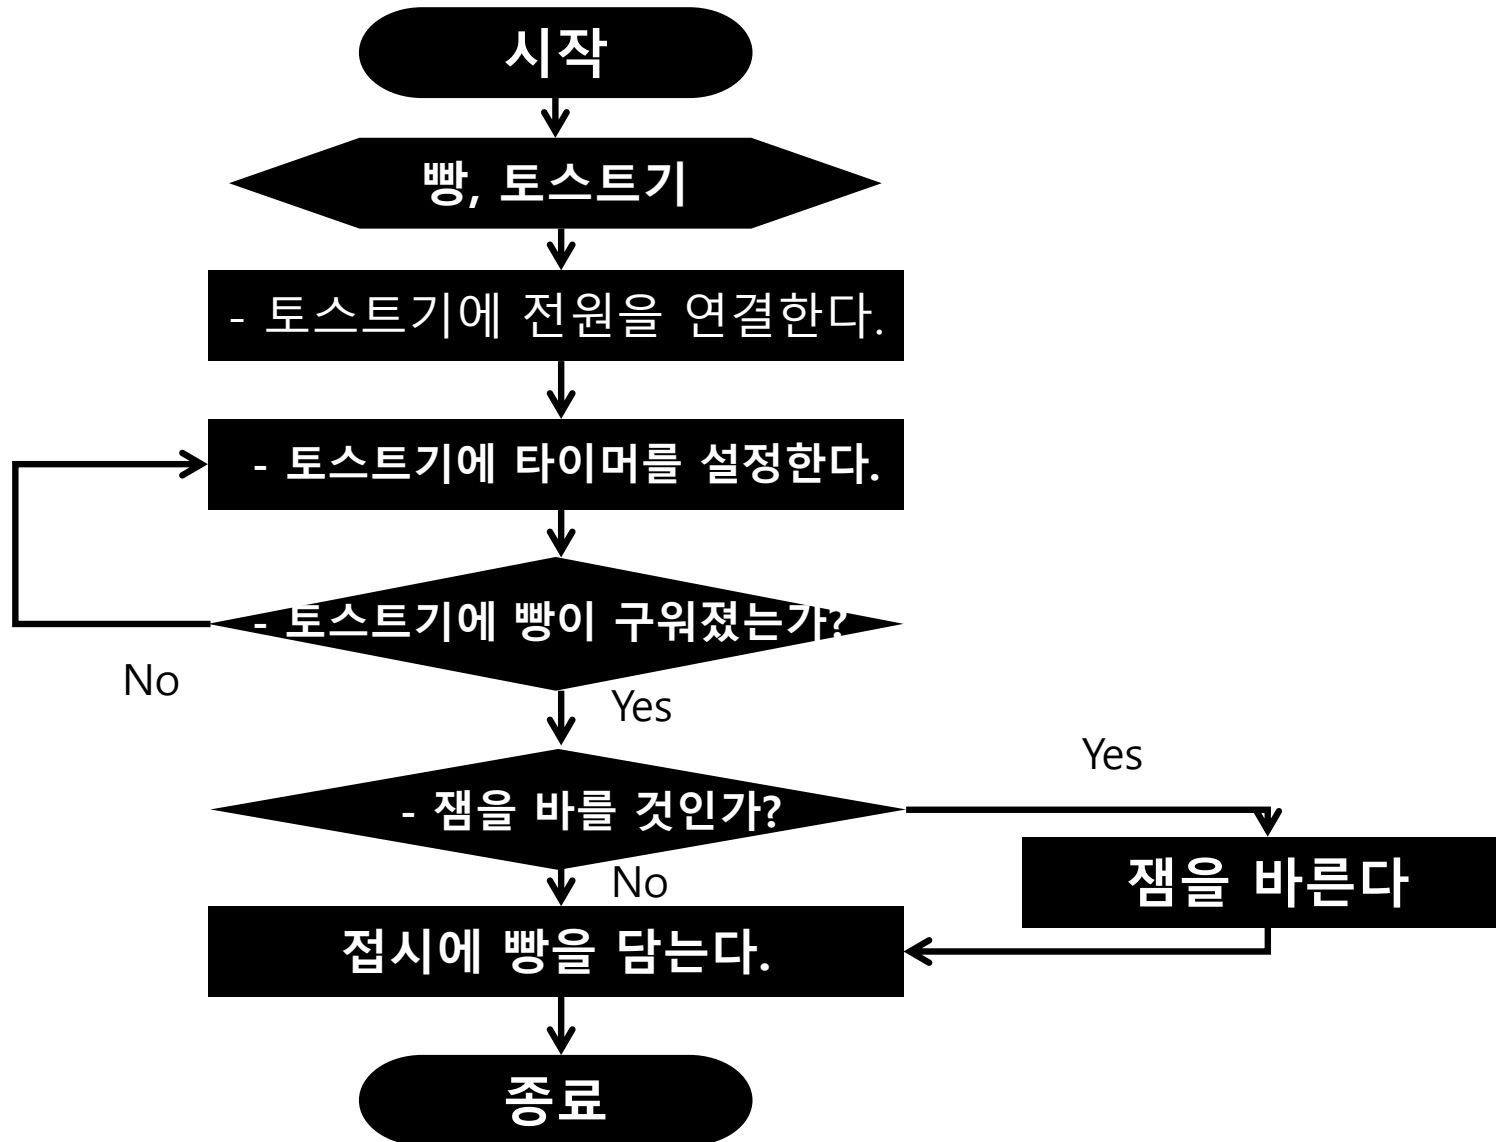 시작
빵, 토스트기
- 토스트기에 전원을 연결한다.
- 토스트기에 타이머를 설정한다.
- 토스트기에 빵이 구워졌는가?
No
Yes
Yes
- 잼을 바를 것인가?
잼을 바른다
No
접시에 빵을 담는다.
종료